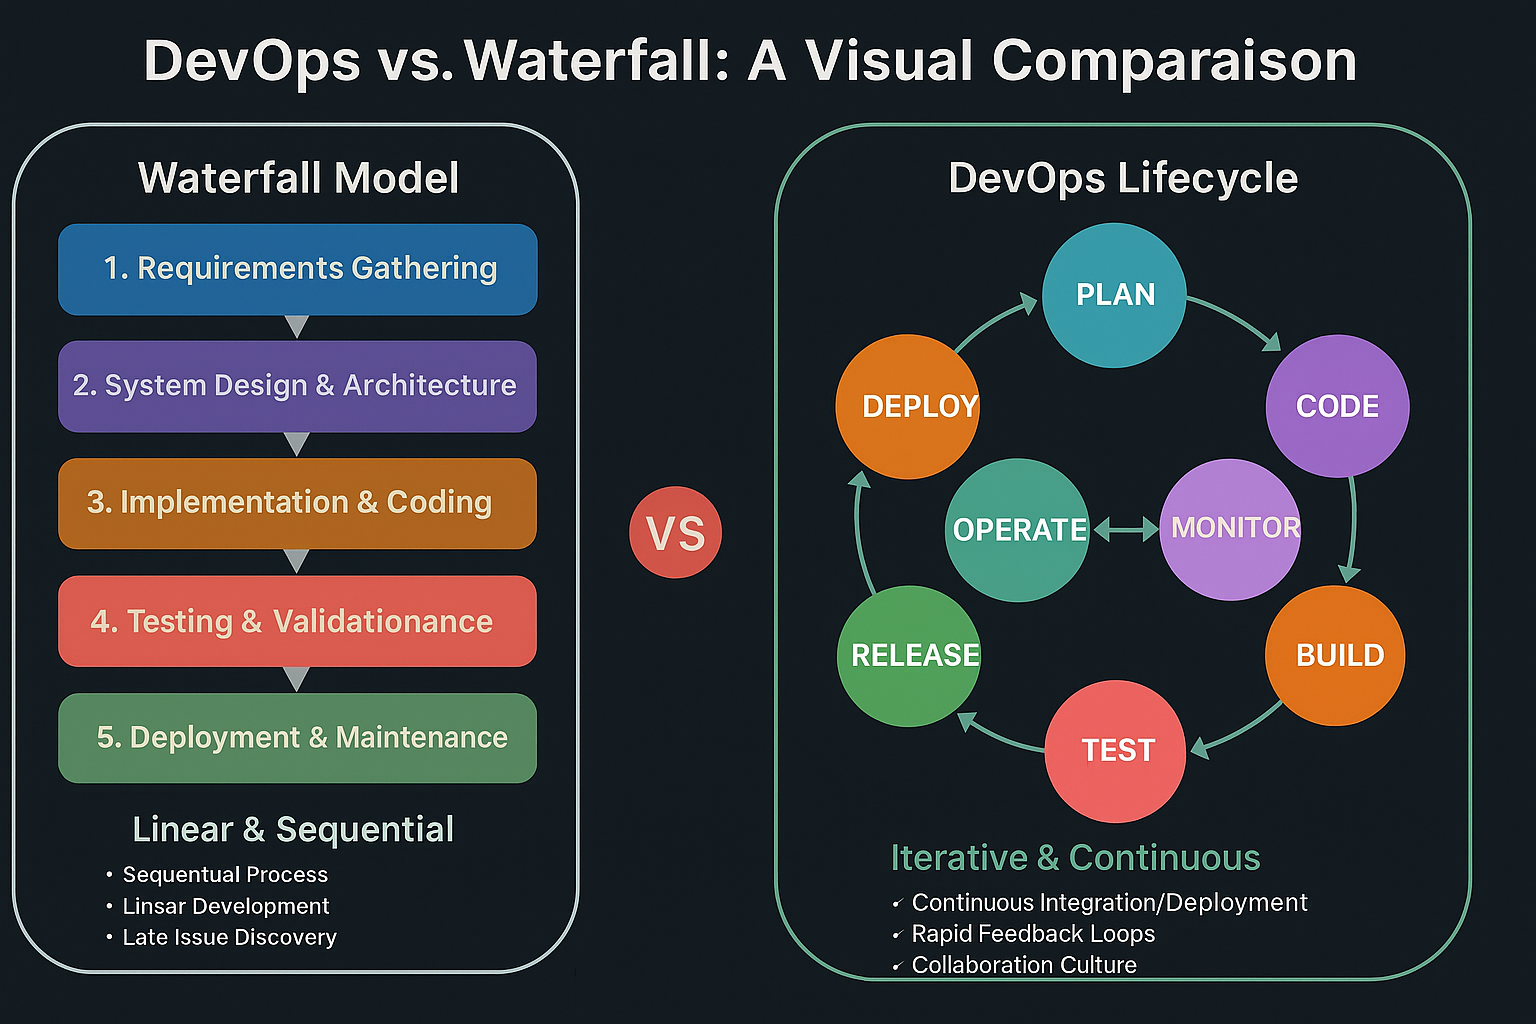 DevOps vs. Waterfall: A Visual Comparaison
Waterfall Model
1. Requirements Gathering
2. System Design & Architecture
3. Implementation & Coding
4. Testing & Validationance
5. Deployment & Maintenance
Linear & Sequential
• Sequentual Process
• Linsar Development
• Late Issue Discovery
VS
DevOps Lifecycle
PLAN
CODE
BUILD
TEST
RELEASE
DEPLOY
OPERATE
MONITOR
Iterative & Continuous
✓ Continuous Integration/Deployment
✓ Rapid Feedback Loops
✓ Collaboration Culture